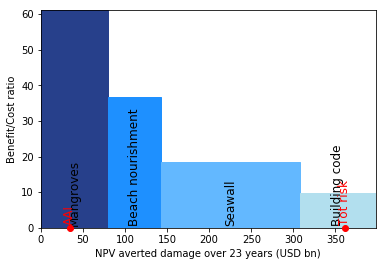 60
50
40
30
20
10
0
Benefit/Cost ratio
AAI
Mangroves
Beach nourishment
Seawall
Building code
Tot risk
0 50 100 150 200 250 300 350
NPV averted damage over 23 years (USD bn)